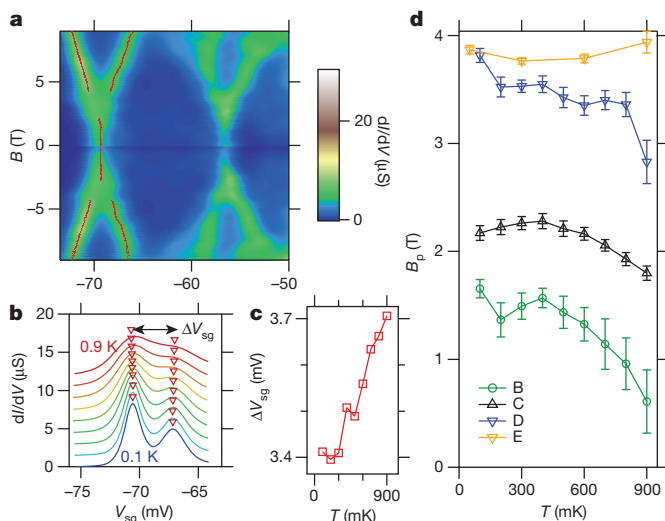 a
B (T)
5
0
−5
−70
−60
−50
dI/dV (μS)
20
0
b
dI/dV (μS)
20
15
10
5
0
0.9 K
0.1 K
ΔVsg
−75
−70
−65
Vsg (mV)
c
ΔVsg (mV)
3.7
3.4
0
900
T (mK)
d
Bp (T)
4
3
2
1
0
B
C
D
E
0
300
600
900
T (mK)